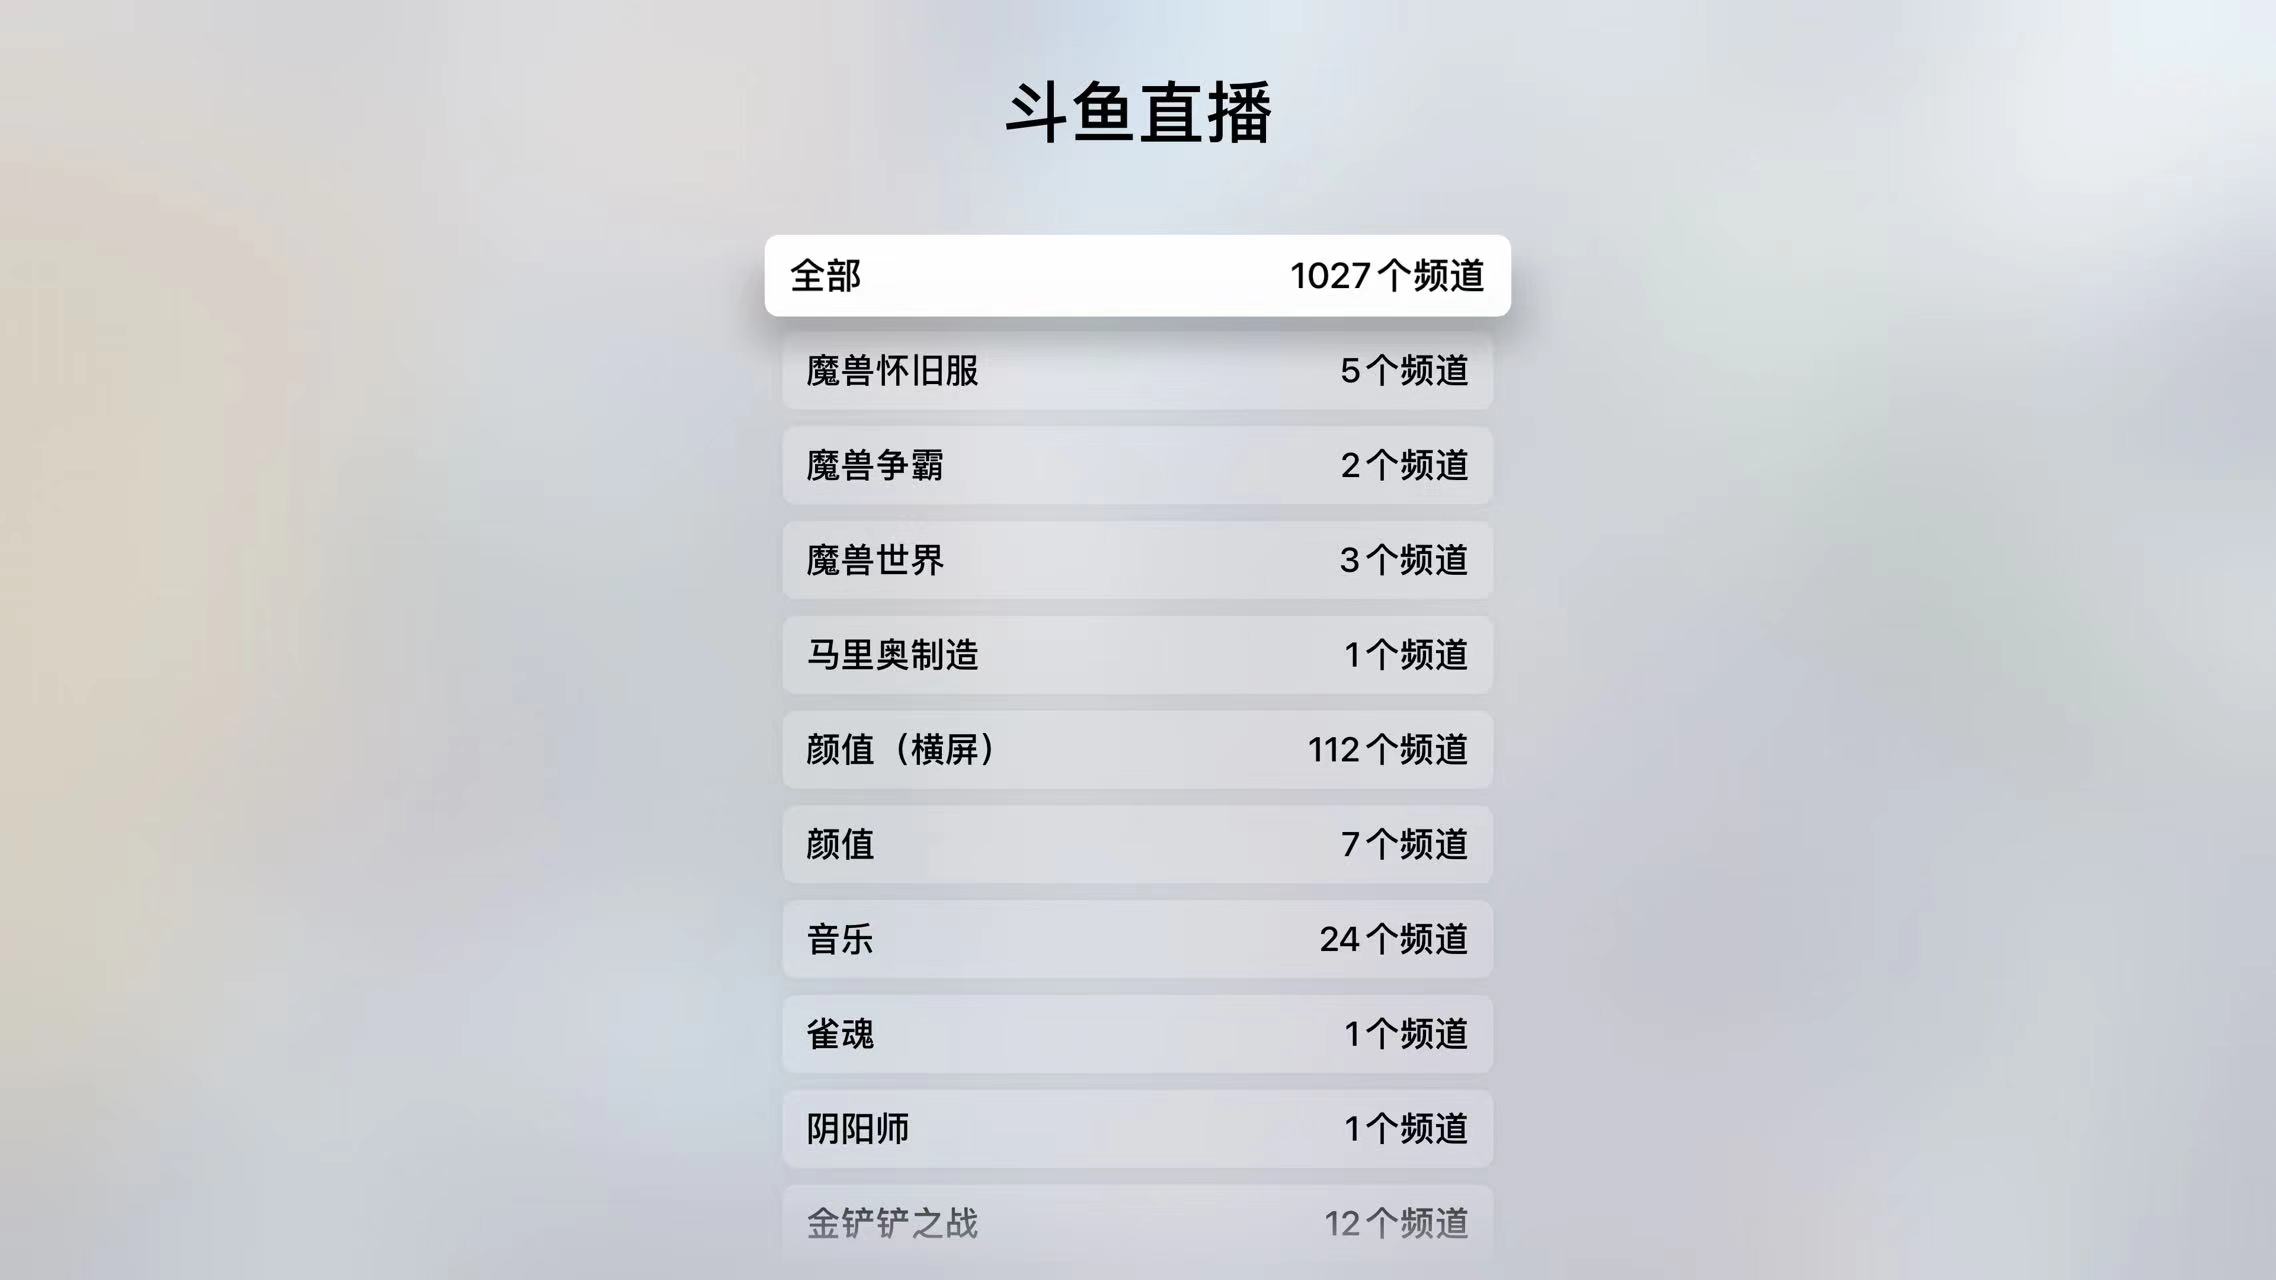 斗鱼直播
全部 1027个频道
魔兽怀旧服 5个频道
魔兽争霸 2个频道
魔兽世界 3个频道
马里奥制造 1个频道
颜值（横屏） 112个频道
颜值 7个频道
音乐 24个频道
雀魂 1个频道
阴阳师 1个频道
金铲铲之战 12个频道